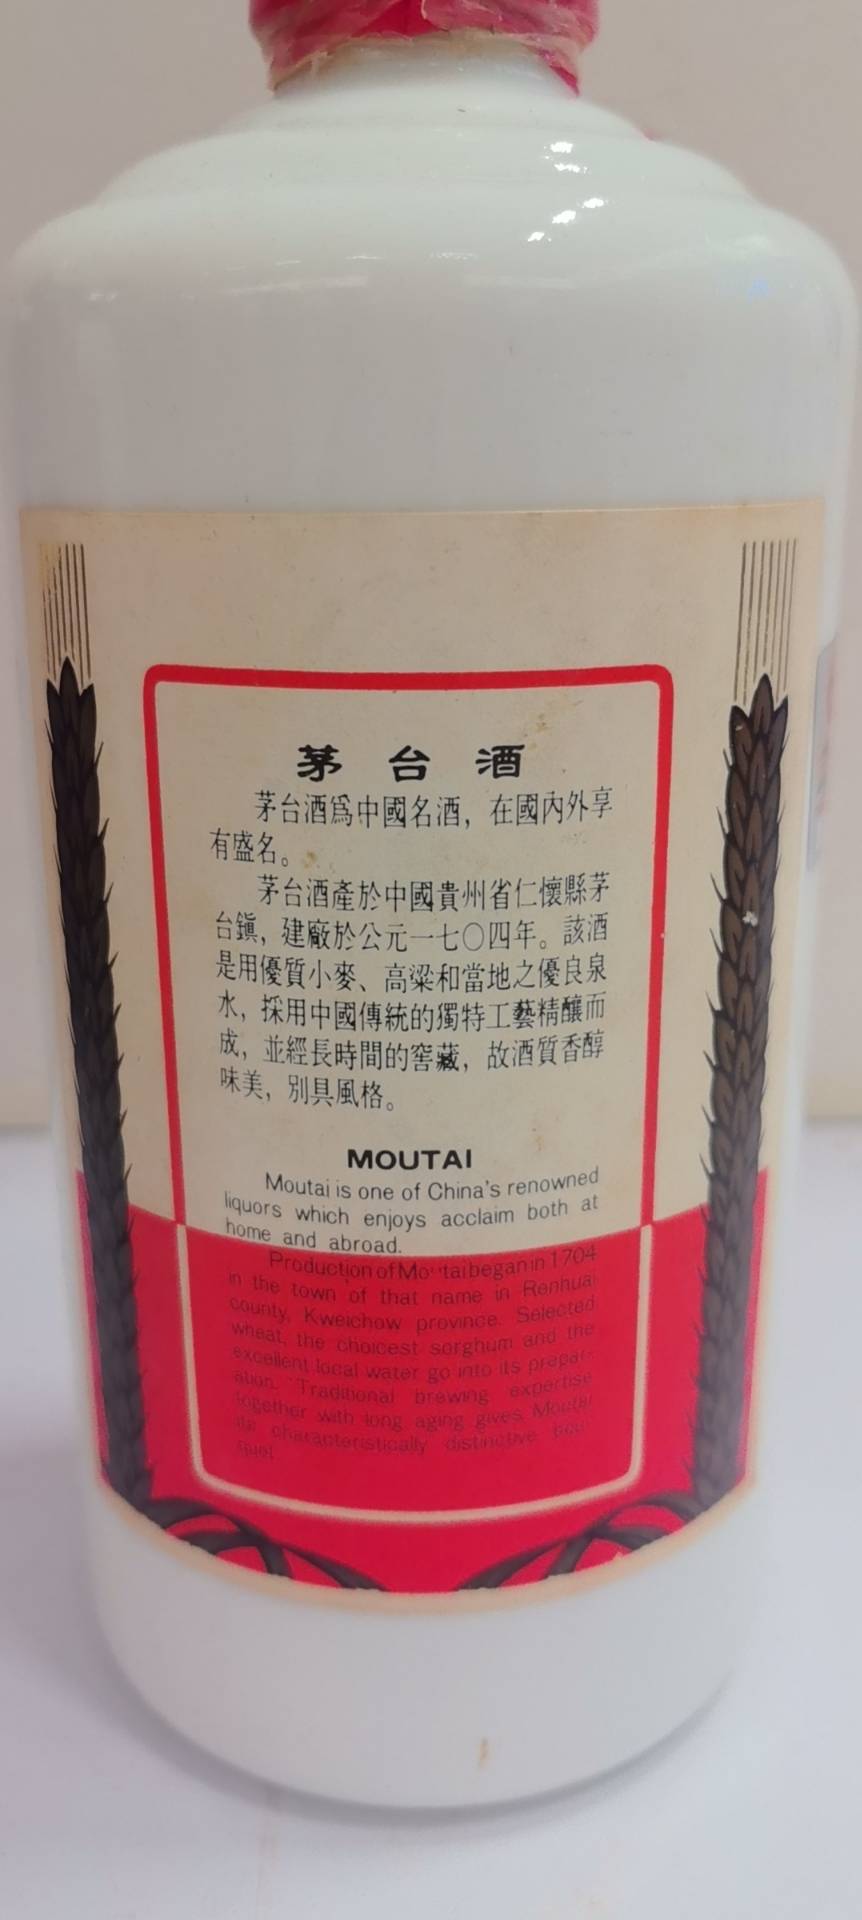 茅台酒
茅台酒爲中國名酒，在國內外享
有盛名。
茅台酒產於中國貴州省仁懷縣茅
台鎭，建廠於公元一七〇四年。該酒
是用優質小麥、高粱和當地之優良泉
水，採用中國傳統的獨特工藝精釀而
成，並經長時間的窖藏，故酒質香醇
味美，別具風格。
MOUTAI
Moutai is one of China's renowned
liquors which enjoys acclaim both at
home and abroad.
Production of Moutai began in 1704
in the town of that name in Renhuai
county, Kweichow province. Selected
wheat, the choicest sorghum and the
excellent local water go into its prepar-
ation. Traditional brewing expertise
together with long aging gives Moutai
its characteristically distinctive bou-
quet.